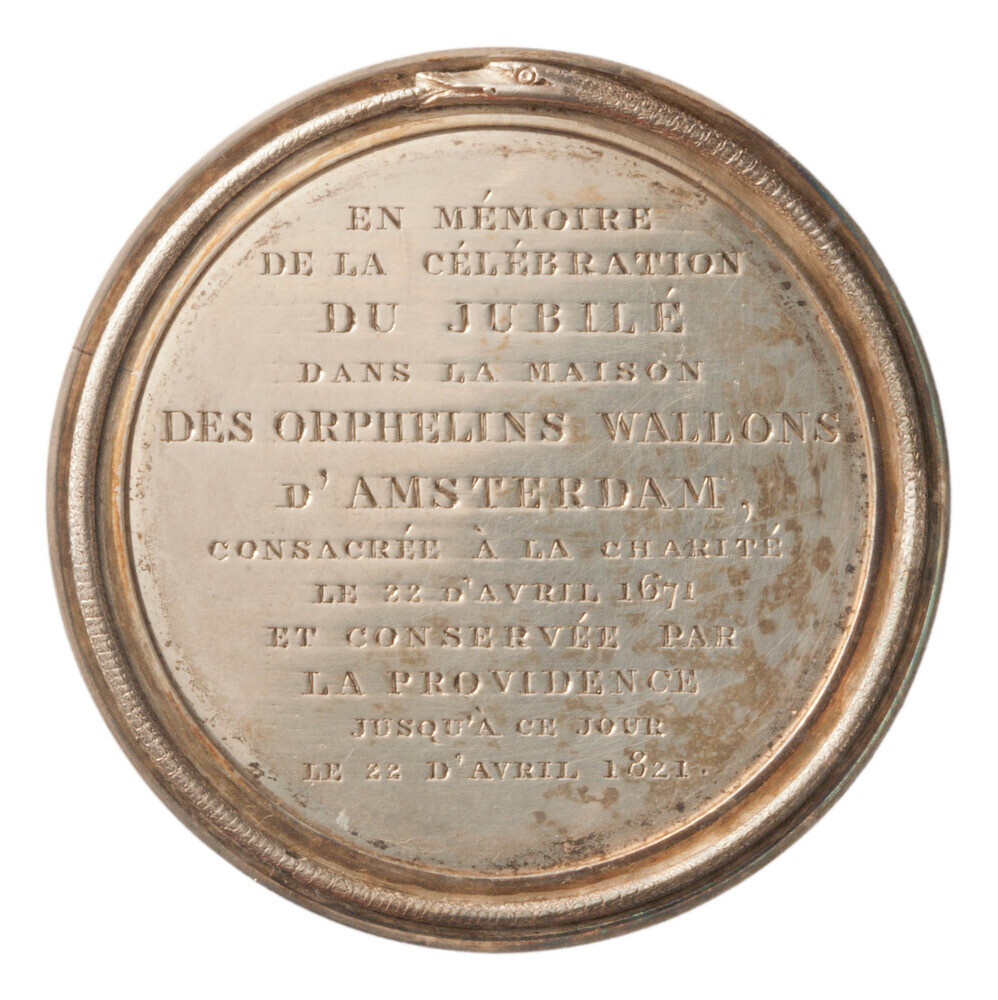 EN MÉMOIRE
DE LA CÉLÉBRATION
DU JUBILÉ
DANS LA MAISON
DES ORPHELINS WALLONS
D'AMSTERDAM,
CONSACRÉE À LA CHARITÉ
LE 22 D'AVRIL 1671
ET CONSERVÉE PAR
LA PROVIDENCE
JUSQU'À CE JOUR
LE 22 D'AVRIL 1821.